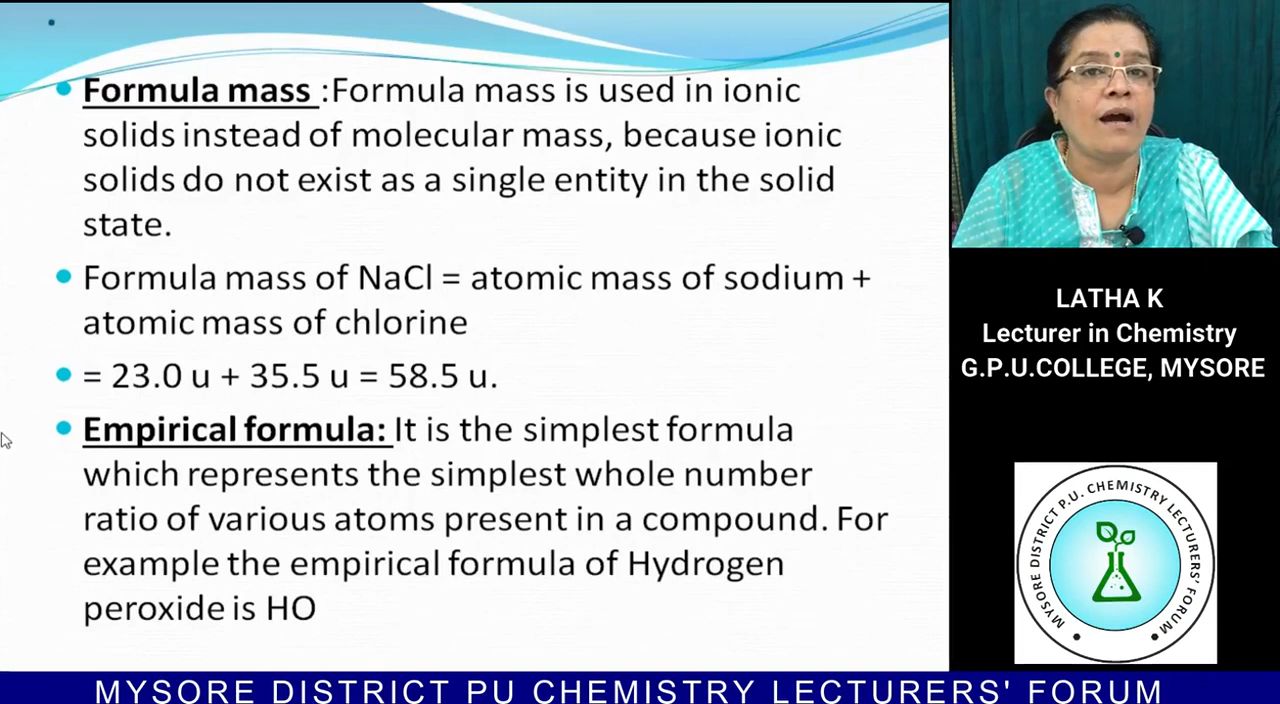 Formula mass :Formula mass is used in ionic
solids instead of molecular mass, because ionic
solids do not exist as a single entity in the solid
state.
Formula mass of NaCl = atomic mass of sodium +
atomic mass of chlorine
= 23.0 u + 35.5 u = 58.5 u.
Empirical formula: It is the simplest formula
which represents the simplest whole number
ratio of various atoms present in a compound. For
example the empirical formula of Hydrogen
peroxide is HO
LATHA K
Lecturer in Chemistry
G.P.U.COLLEGE, MYSORE
MYSORE DISTRICT P.U. CHEMISTRY LECTURERS' FORUM
MYSORE DISTRICT PU CHEMISTRY LECTURERS' FORUM